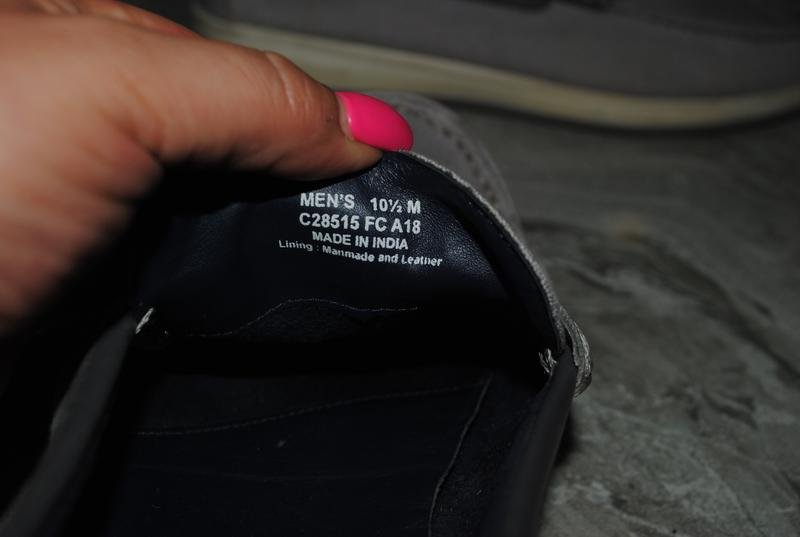 MEN'S 10½ M
C28515 FC A18
MADE IN INDIA
Lining : Manmade and Leather